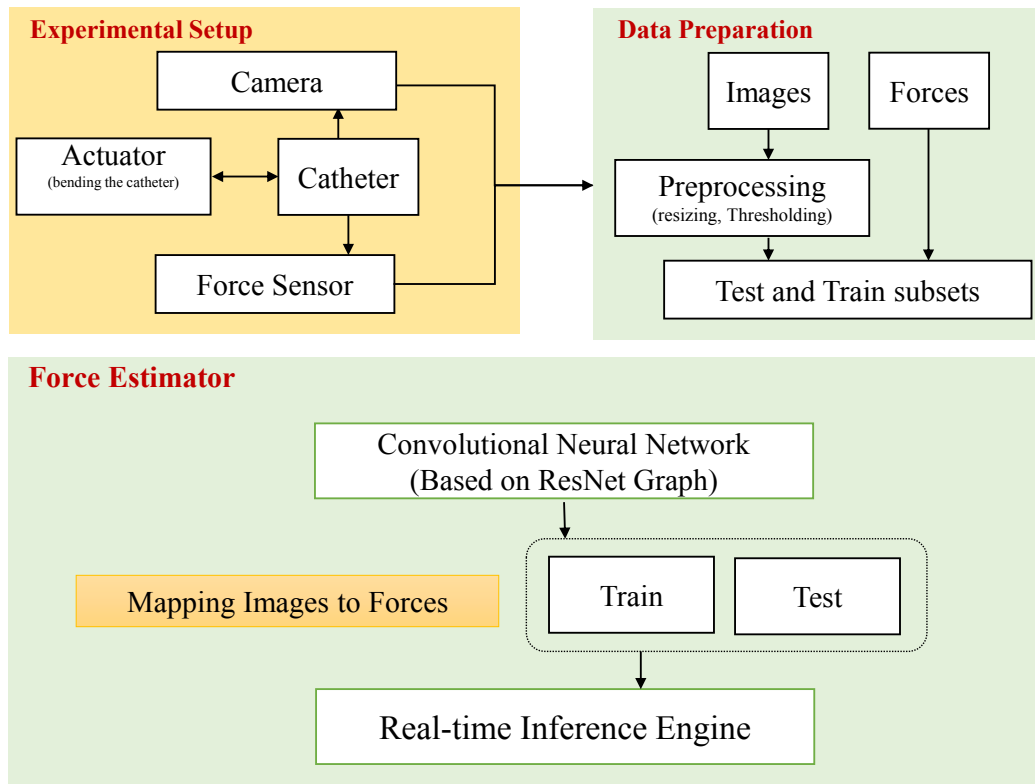 Experimental Setup
Camera
Actuator
(bending the catheter)
Catheter
Force Sensor
Data Preparation
Images
Forces
Preprocessing
(resizing, Thresholding)
Test and Train subsets
Force Estimator
Convolutional Neural Network
(Based on ResNet Graph)
Mapping Images to Forces
Train
Test
Real-time Inference Engine